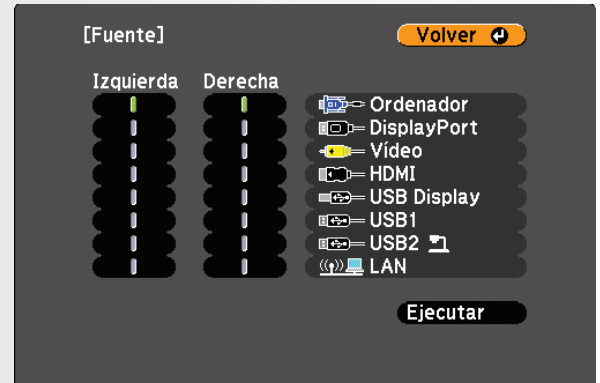 [Fuente]
Volver
Izquierda Derecha
Ordenador
DisplayPort
Vídeo
HDMI
USB Display
USB1
USB2
LAN
Ejecutar